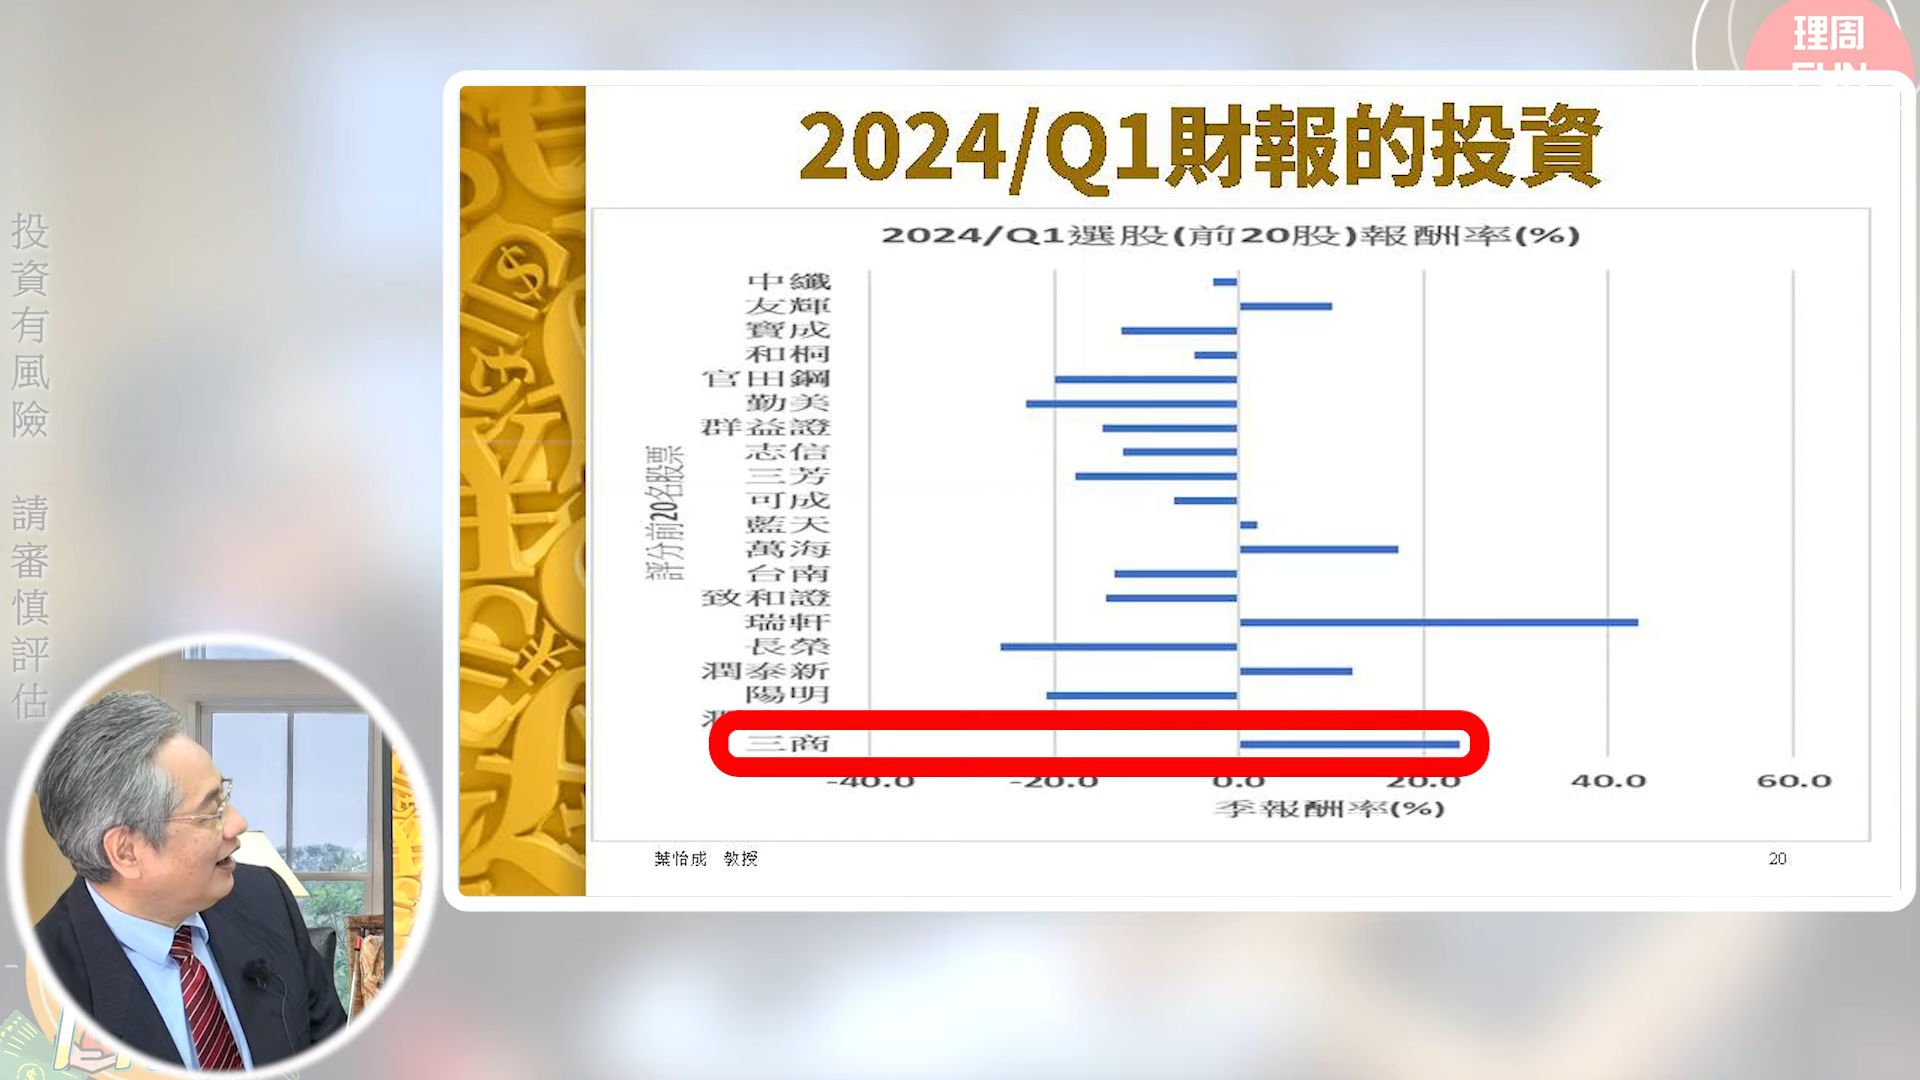 理周
2024/Q1財報的投資
2024/Q1選股(前20股)報酬率(%)
投資有風險 請審慎評估
評分前20名股票
中纖
友輝
寶成
和桐
官田鋼
勤美
群益證
志信
三芳
可成
藍天
萬海
台南
致和證
瑞軒
長榮
潤泰新
陽明
三商
-40.0 -20.0 0.0 20.0 40.0 60.0
季報酬率(%)
葉怡成 教授
20